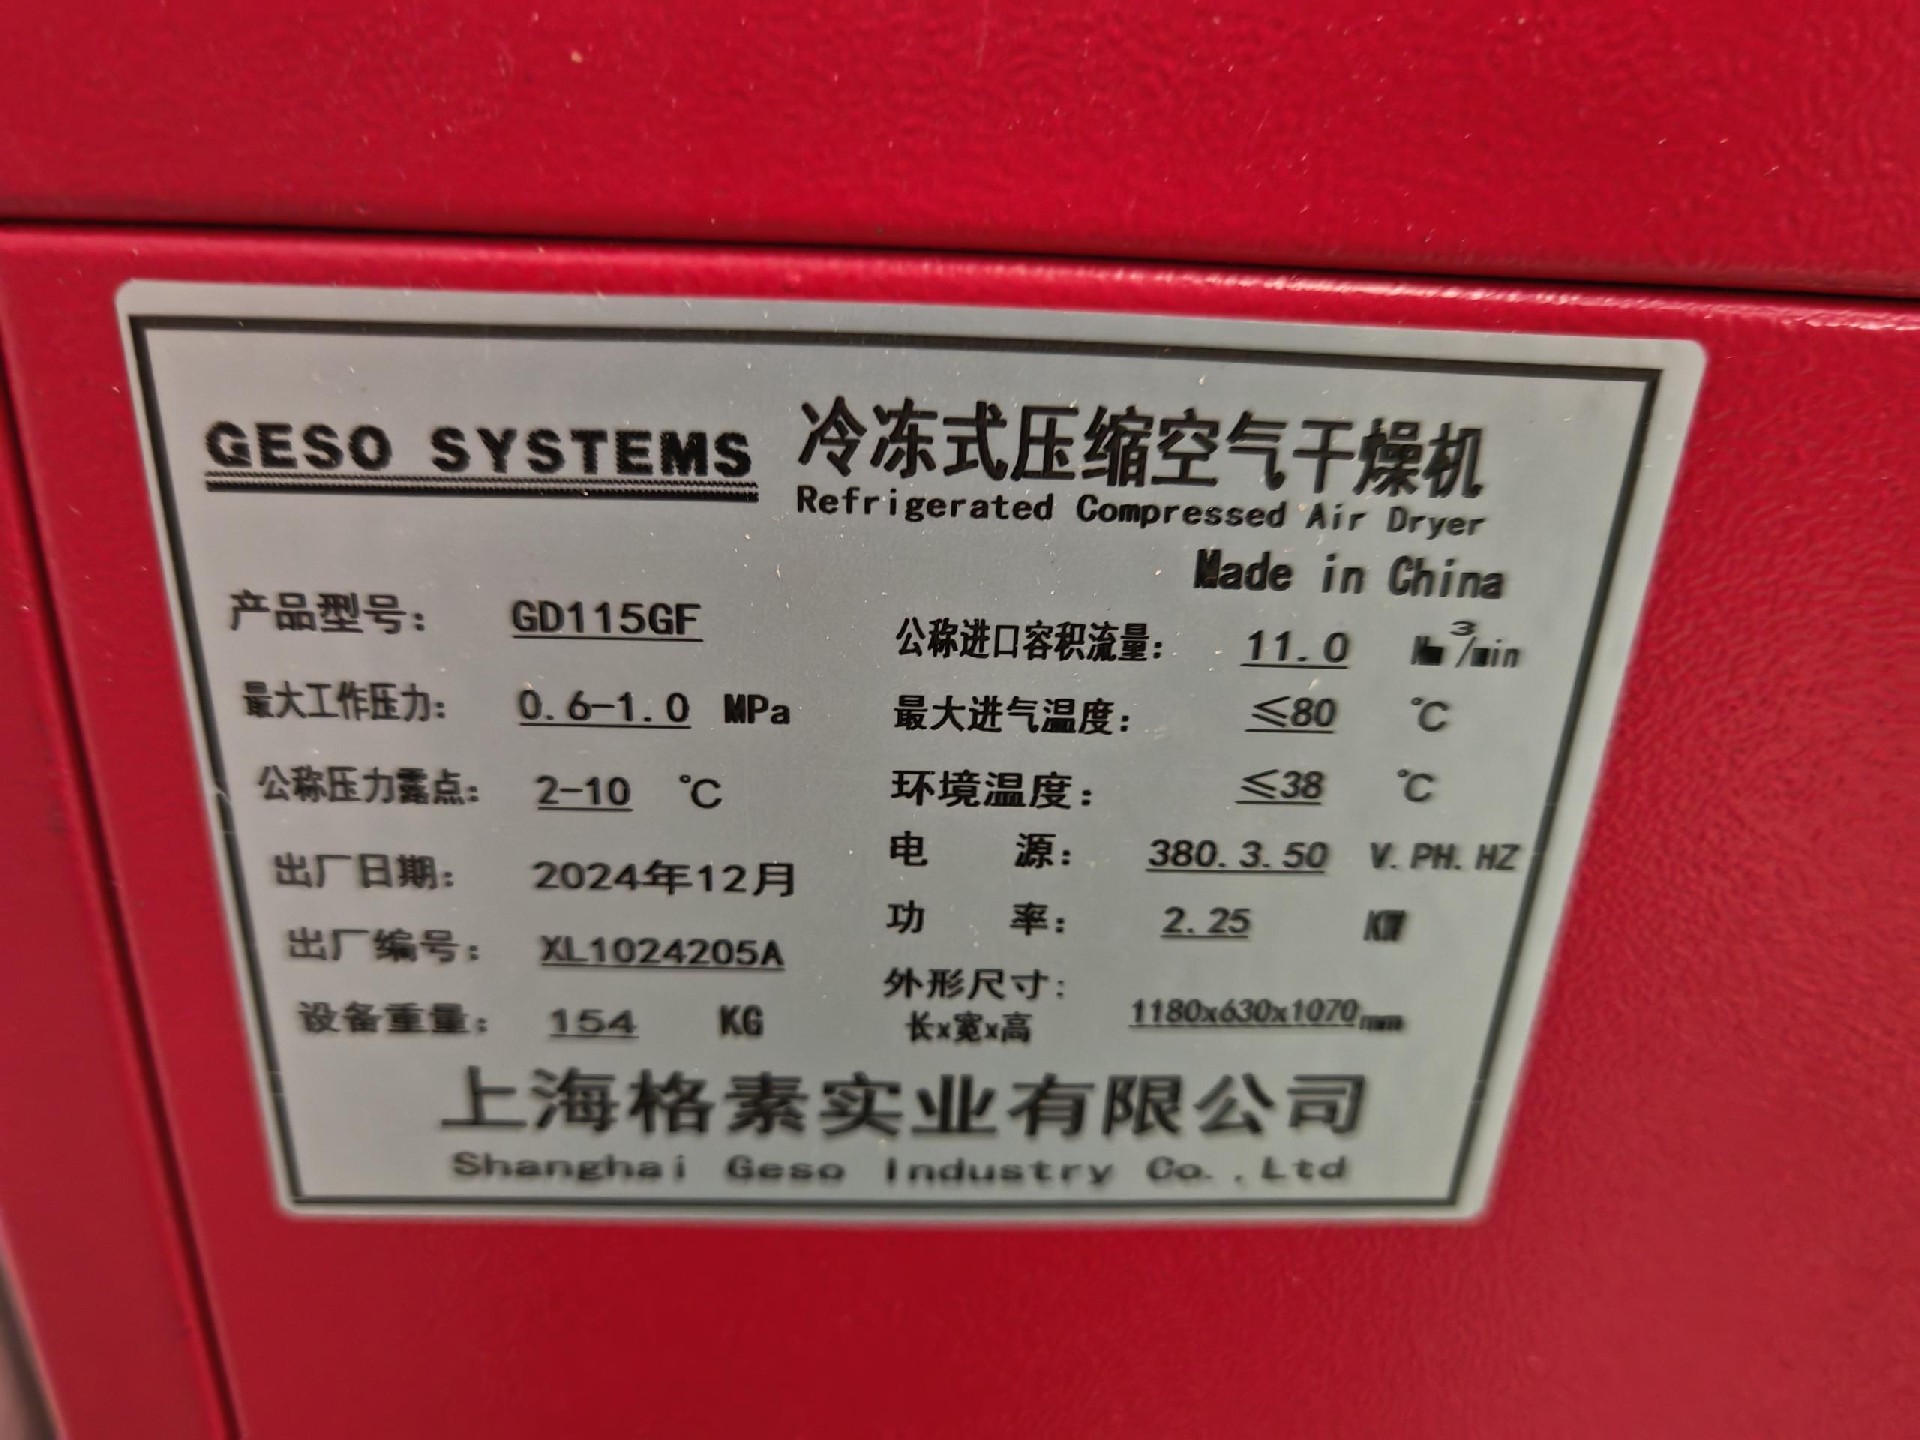 GESO SYSTEMS 冷冻式压缩空气干燥机
Refrigerated Compressed Air Dryer
Made in China
产品型号: GD115GF
最大工作压力: 0.6-1.0 MPa
公称压力露点: 2-10 ℃
出厂日期: 2024年12月
出厂编号: XL1024205A
设备重量: 154 KG
公称进口容积流量: 11.0 Nm³/min
最大进气温度: ≤80 ℃
环境温度: ≤38 ℃
电 源: 380.3.50 V.PH.HZ
功 率: 2.25 KW
外形尺寸:
长x宽x高 1180x630x1070mm
上海格素实业有限公司
Shanghai Geso Industry Co.,Ltd